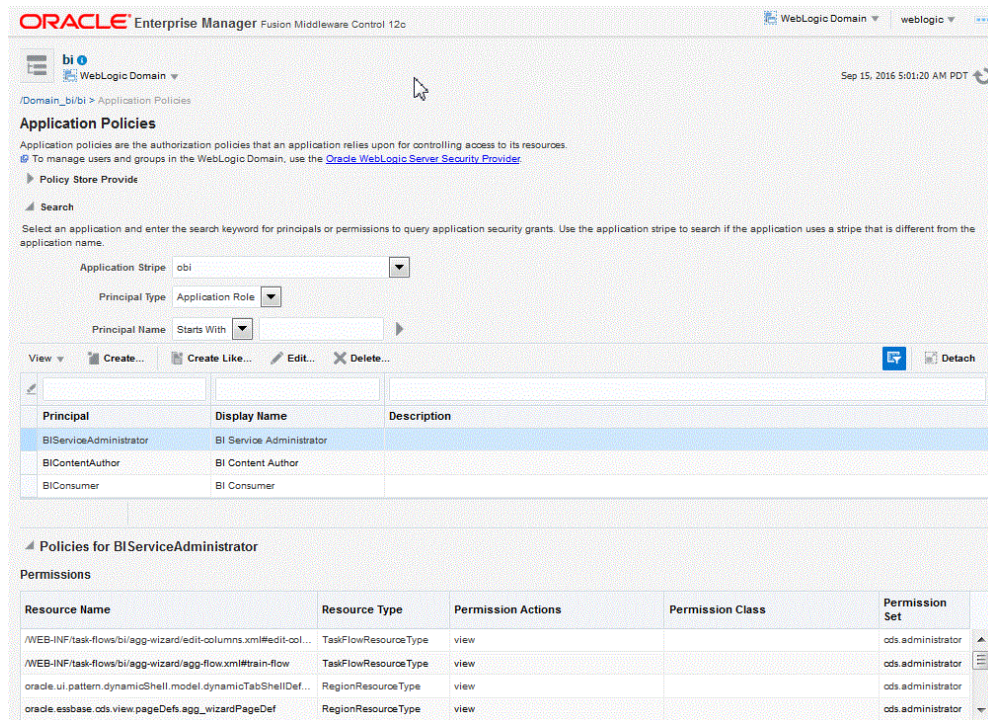 ORACLE Enterprise Manager Fusion Middleware Control 12c
WebLogic Domain
weblogic
bi
WebLogic Domain
Sep 15, 2016 5:01:20 AM PDT
/Domain_bi/bi > Application Policies
Application Policies
Application policies are the authorization policies that an application relies upon for controlling access to its resources.
To manage users and groups in the WebLogic Domain, use the Oracle WebLogic Server Security Provider.
Policy Store Provide
Search
Select an application and enter the search keyword for principals or permissions to query application security grants. Use the application stripe to search if the application uses a stripe that is different from the
application name.
Application Stripe obi
Principal Type Application Role
Principal Name Starts With
View Create... Create Like... Edit... Delete... Detach
Principal Display Name Description
BIServiceAdministrator BI Service Administrator
BIContentAuthor BI Content Author
BIConsumer BI Consumer
Policies for BIServiceAdministrator
Permissions
Resource Name Resource Type Permission Actions Permission Class Permission Set
/WEB-INF/task-flows/bi/agg-wizard/edit-columns.xml#edit-col... TaskFlowResourceType view cds.administrator
/WEB-INF/task-flows/bi/agg-wizard/agg-flow.xml#train-flow TaskFlowResourceType view cds.administrator
oracle.ui.pattern.dynamicShell.model.dynamicTabShellDef... RegionResourceType view cds.administrator
oracle.essbase.cds.view.pageDefs.agg_wizardPageDef RegionResourceType view cds.administrator